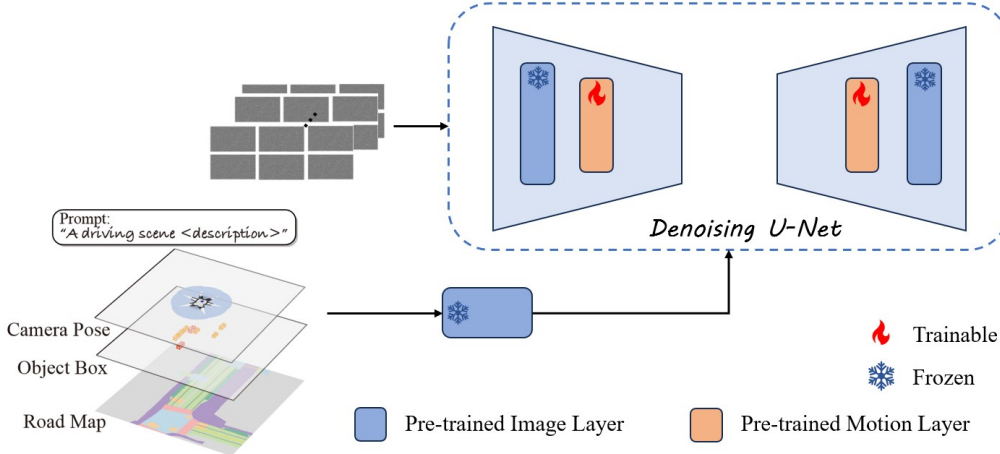 Denoising U-Net
Prompt:
"A driving scene <description>"
Camera Pose
Object Box
Road Map
Trainable
Frozen
Pre-trained Image Layer
Pre-trained Motion Layer